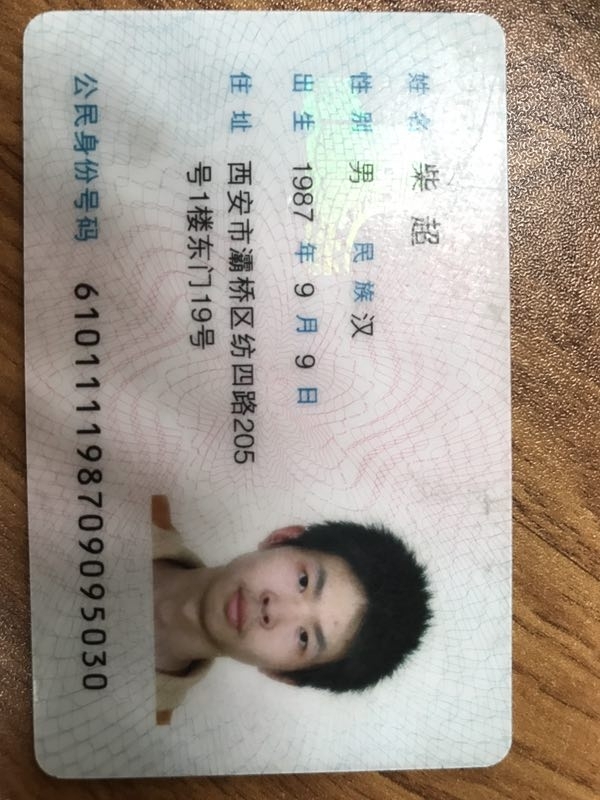 姓名 柴超
性别 男 民族 汉
出生 1987 年 9 月 9 日
住址 西安市灞桥区纺四路205
号1楼东门19号
公民身份号码 610111198709095030